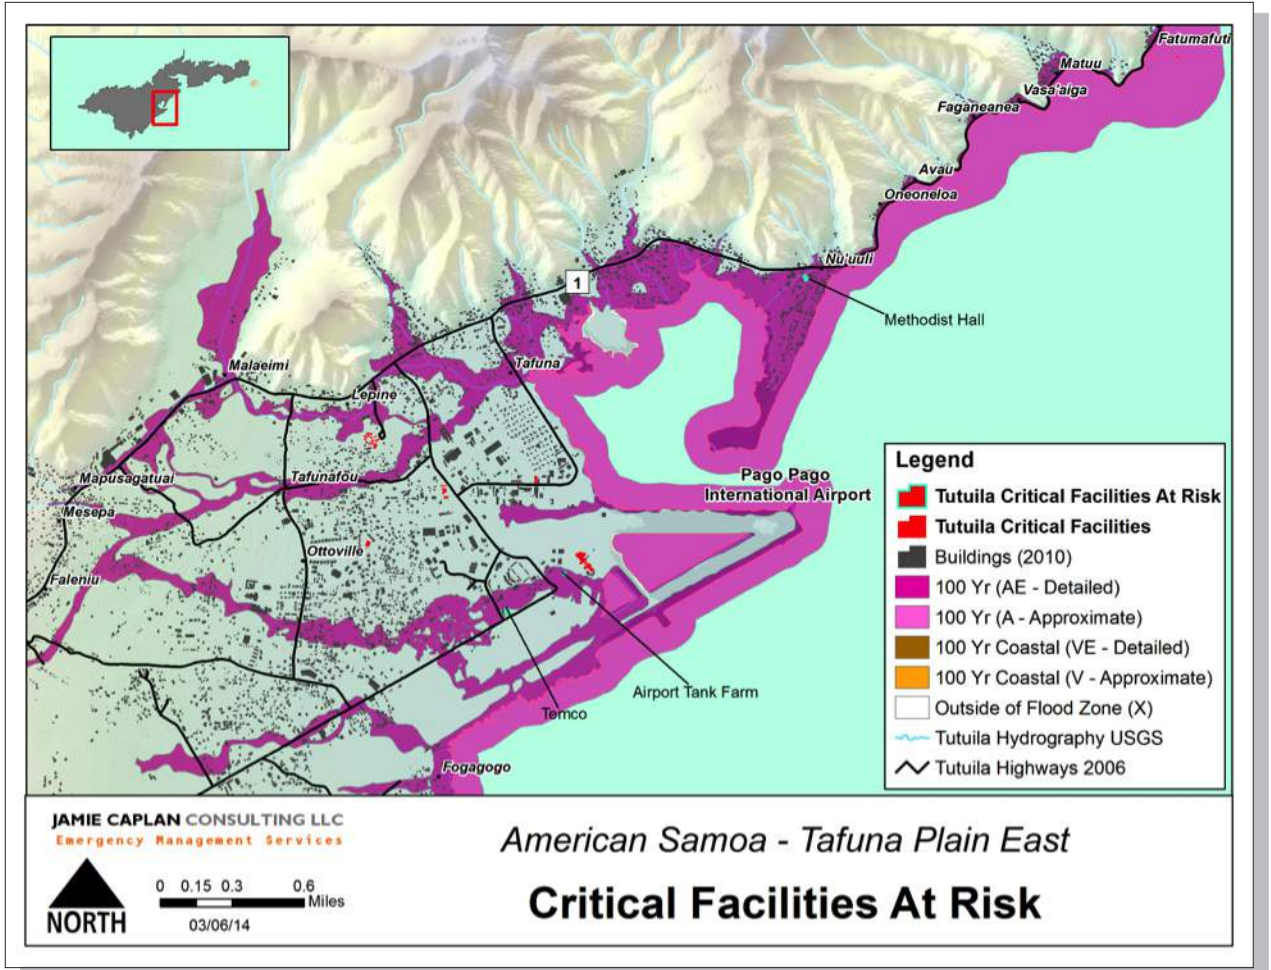 Fatumafuti
Matuu
Vasa'aiga
Faganeanea
Avau
Oneoneloa
Nu'uuli
1
Methodist Hall
Malaeimi
Tafuna
Lepine
Mapusagatuai
Tafunafou
Pago Pago
International Airport
Mesepa
Ottoville
Faleniu
Airport Tank Farm
Temco
Fogagogo
Legend
Tutuila Critical Facilities At Risk
Tutuila Critical Facilities
Buildings (2010)
100 Yr (AE - Detailed)
100 Yr (A - Approximate)
100 Yr Coastal (VE - Detailed)
100 Yr Coastal (V - Approximate)
Outside of Flood Zone (X)
Tutuila Hydrography USGS
Tutuila Highways 2006
JAMIE CAPLAN CONSULTING LLC
Emergency Management Services
NORTH
0 0.15 0.3 0.6
Miles
03/06/14
American Samoa - Tafuna Plain East
Critical Facilities At Risk